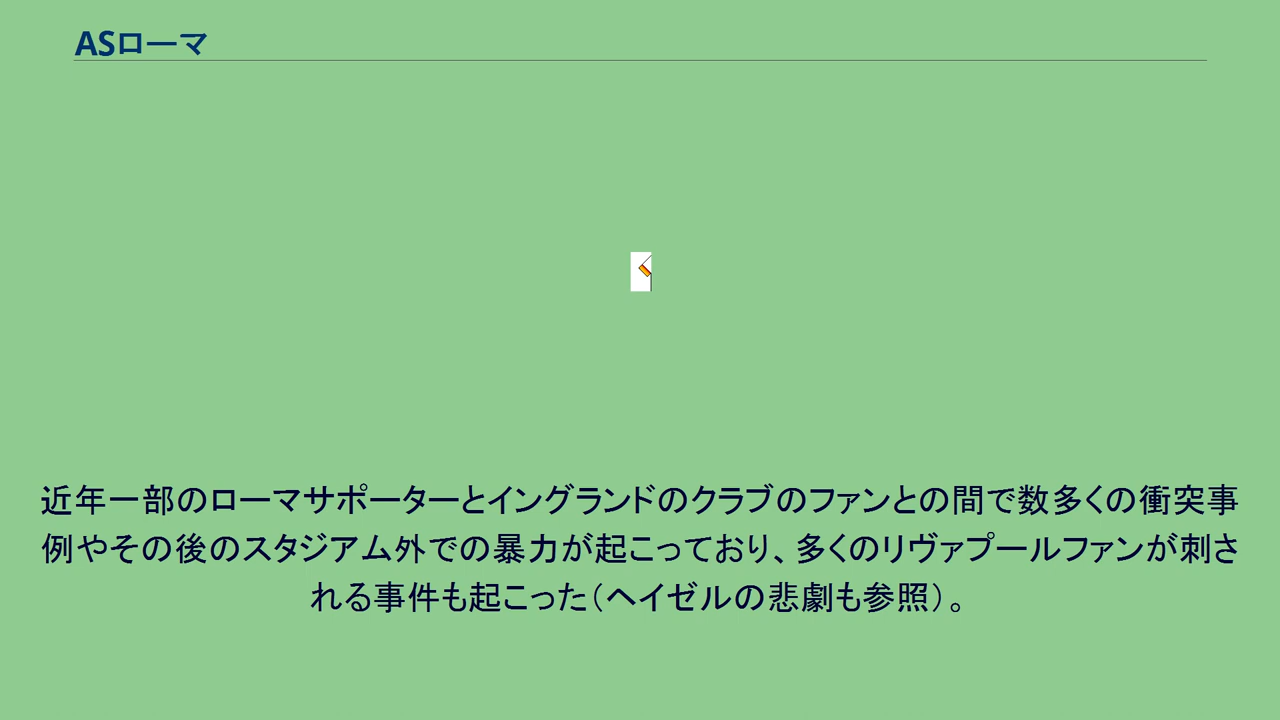 ASローマ
近年一部のローマサポーターとイングランドのクラブのファンとの間で数多くの衝突事
例やその後のスタジアム外での暴力が起こっており、多くのリヴァプールファンが刺さ
れる事件も起こった（ヘイゼルの悲劇も参照）。